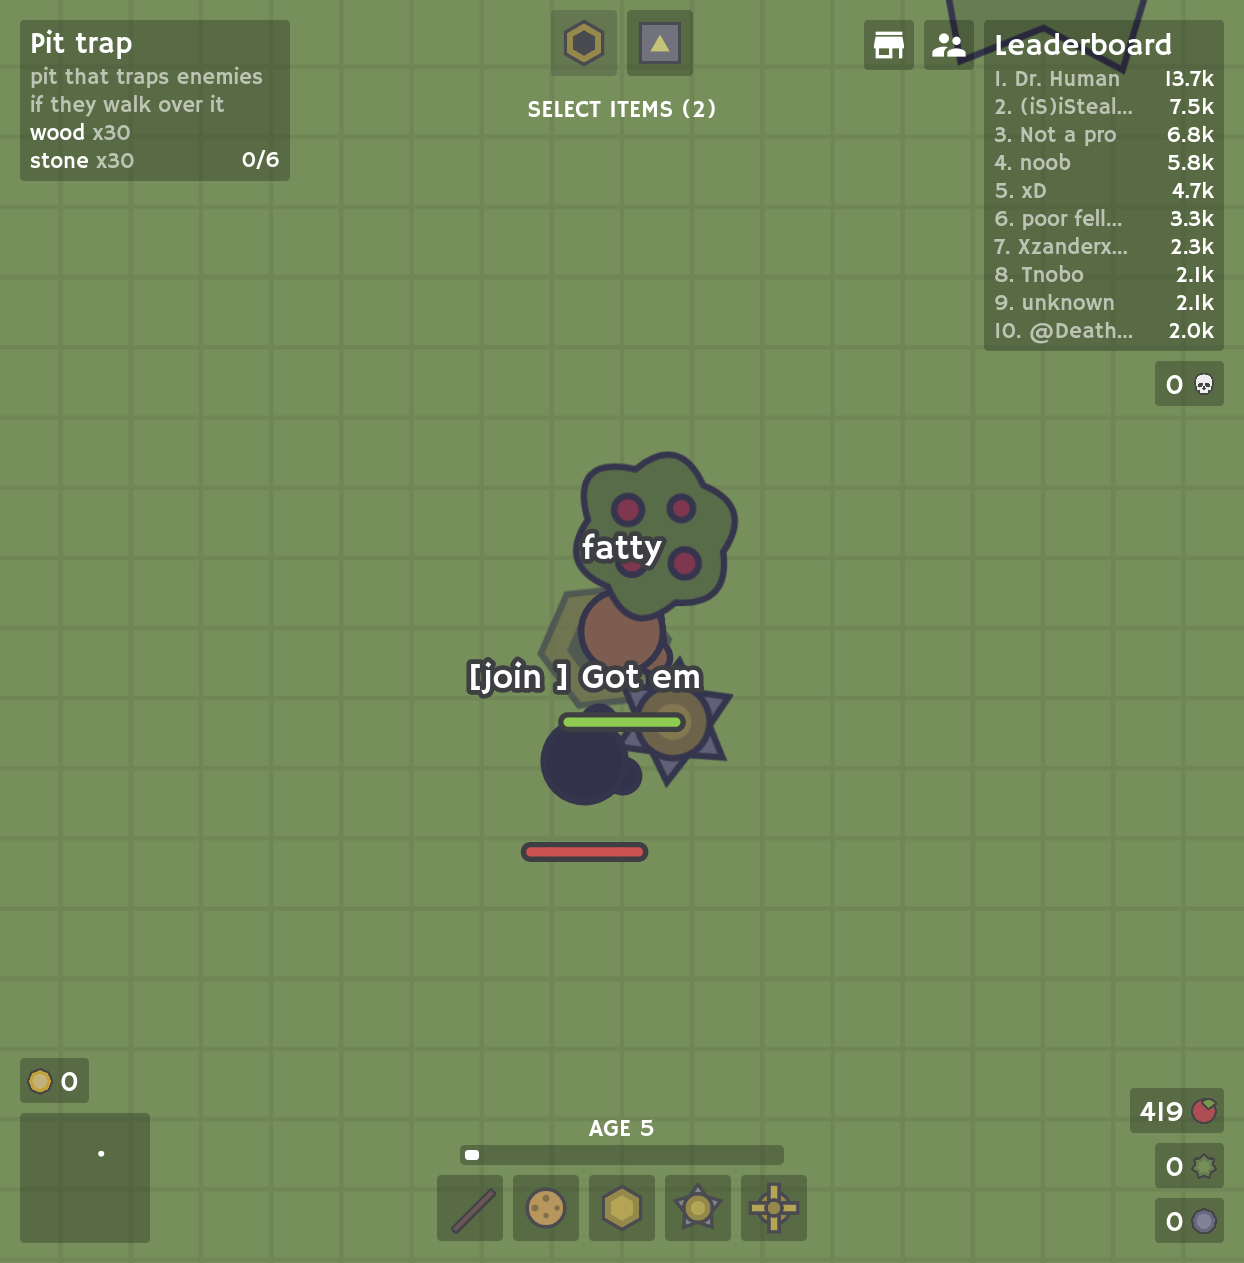 Pit trap
pit that traps enemies
if they walk over it
wood x30
stone x30 0/6
SELECT ITEMS (2)
Leaderboard
1. Dr. Human 13.7k
2. (iS)iSteal... 7.5k
3. Not a pro 6.8k
4. noob 5.8k
5. xD 4.7k
6. poor fell... 3.3k
7. Xzanderx... 2.3k
8. Tnobo 2.1k
9. unknown 2.1k
10. @Death... 2.0k
0
fatty
[join ] Got em
0
AGE 5
419
0
0